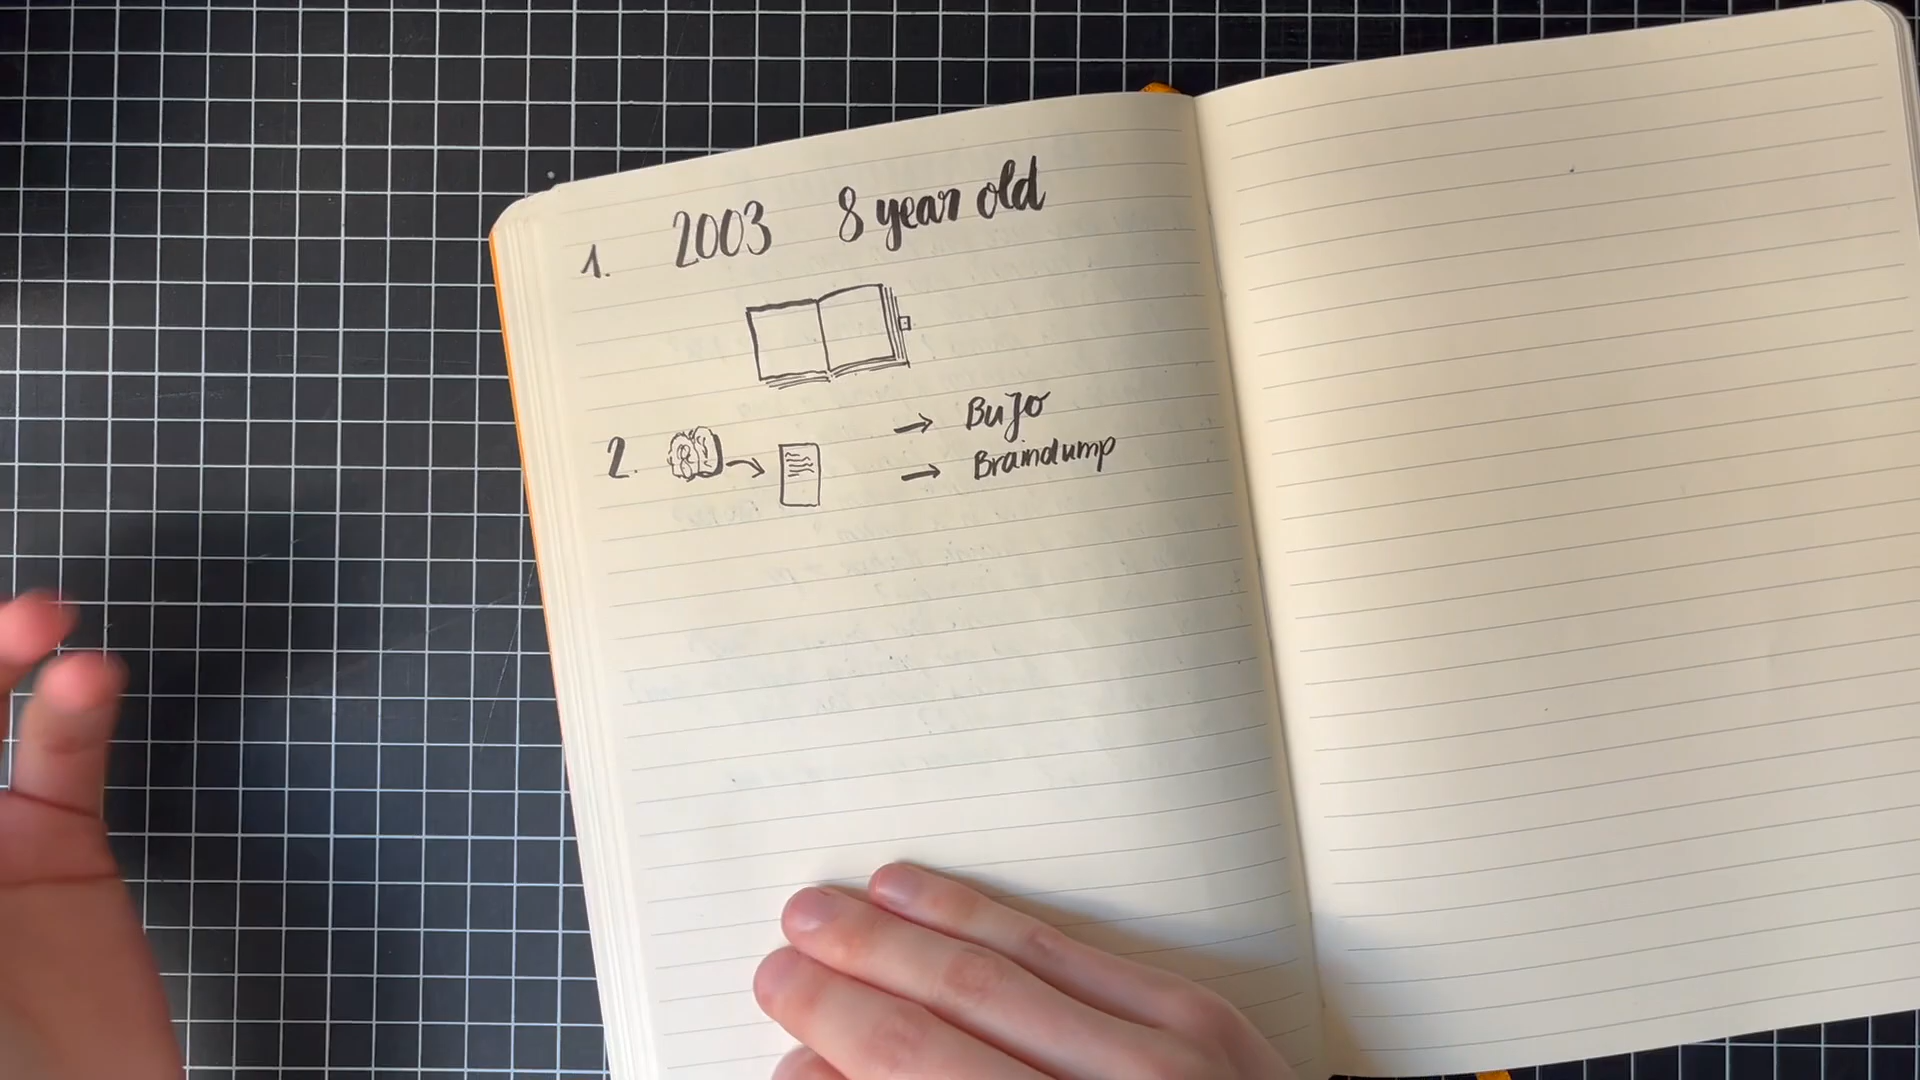 1. 2003 8 year old
2. → BuJo
→ Braindump